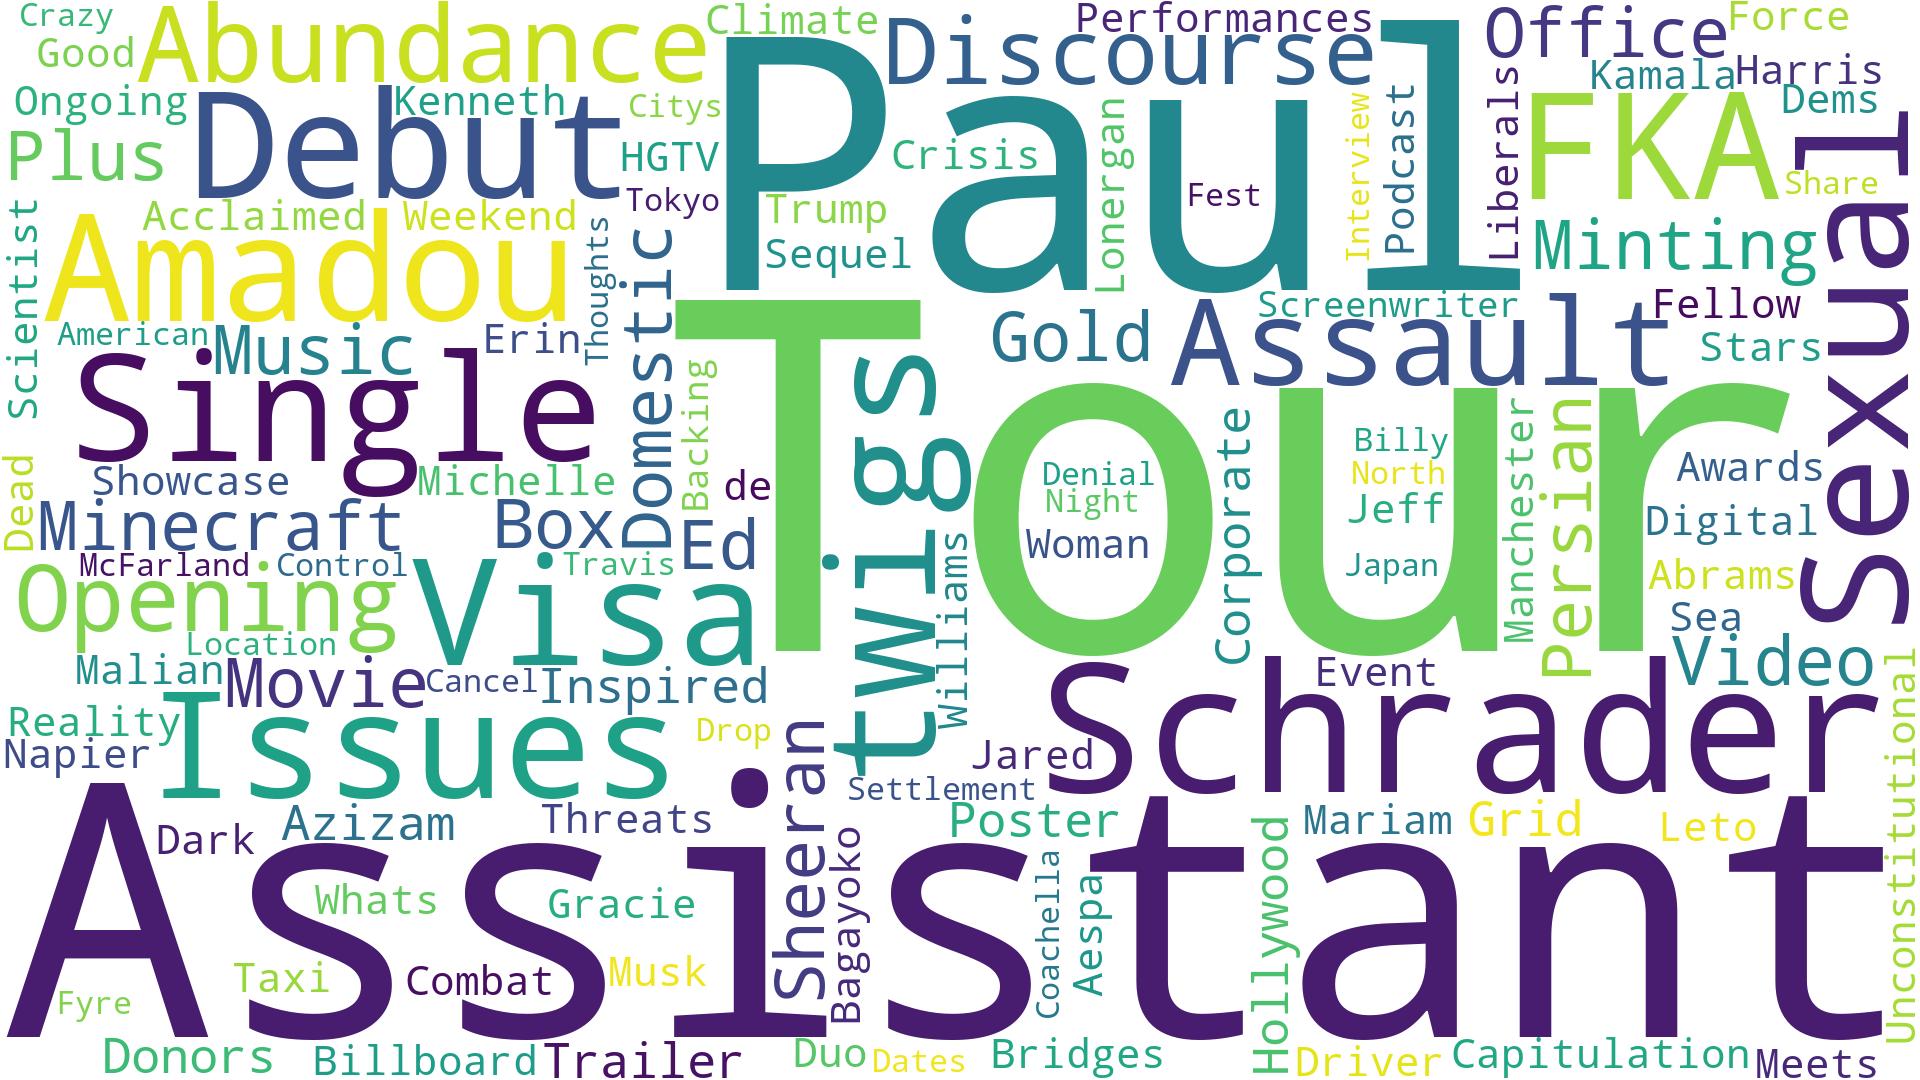 Crazy
Good
Abundance
Climate
Discourse
Performances
Office
Force
Ongoing
Debut
Kenneth
Citys
Paul
Kamala
Harris
Dems
Plus
HGTV
Crisis
Lonergan
Interview
Podcast
Liberals
FKA
Share
Sexual
Scientist
Acclaimed
Weekend
Tokyo
Trump
Fest
Amadou
Thoughts
Domestic
Sequel
Minting
American
Music
Erin
Tour
Gold
Screenwriter
Assault
Fellow
Stars
Single
Backing
twigs
Corporate
Billy
Manchester
Persian
Awards
Dead
Showcase
Michelle
de
Denial
North
Night
Jeff
Minecraft
Box
Ed
Williams
Woman
Digital
McFarland
Control
Travis
Japan
Abrams
Opening
Visa
Sea
Location
Malian
Movie
Cancel
Inspired
Schrader
Event
Video
Unconstitutional
Reality
Issues
Drop
Napier
Sheeran
Jared
Settlement
Assistant
Dark
Azizam
Threats
Bagayoko
Poster
Hollywood
Mariam
Grid
Leto
Whats
Gracie
Coachella
Aespa
Taxi
Combat
Musk
Fyre
Donors
Billboard
Trailer
Duo
Dates
Bridges
Driver
Capitulation
Meets